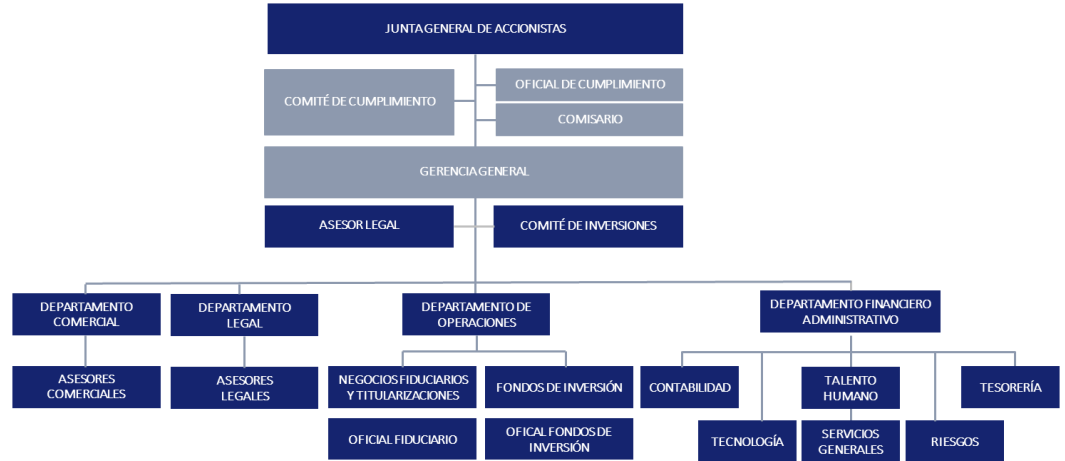 JUNTA GENERAL DE ACCIONISTAS
COMITÉ DE CUMPLIMIENTO
OFICIAL DE CUMPLIMIENTO
COMISARIO
GERENCIA GENERAL
ASESOR LEGAL
COMITÉ DE INVERSIONES
DEPARTAMENTO
COMERCIAL
DEPARTAMENTO
LEGAL
DEPARTAMENTO DE
OPERACIONES
DEPARTAMENTO FINANCIERO
ADMINISTRATIVO
ASESORES
COMERCIALES
ASESORES
LEGALES
NEGOCIOS FIDUCIARIOS
Y TITULARIZACIONES
FONDOS DE INVERSIÓN
CONTABILIDAD
TALENTO
HUMANO
TESORERÍA
OFICIAL FIDUCIARIO
OFICAL FONDOS DE
INVERSIÓN
TECNOLOGÍA
SERVICIOS
GENERALES
RIESGOS